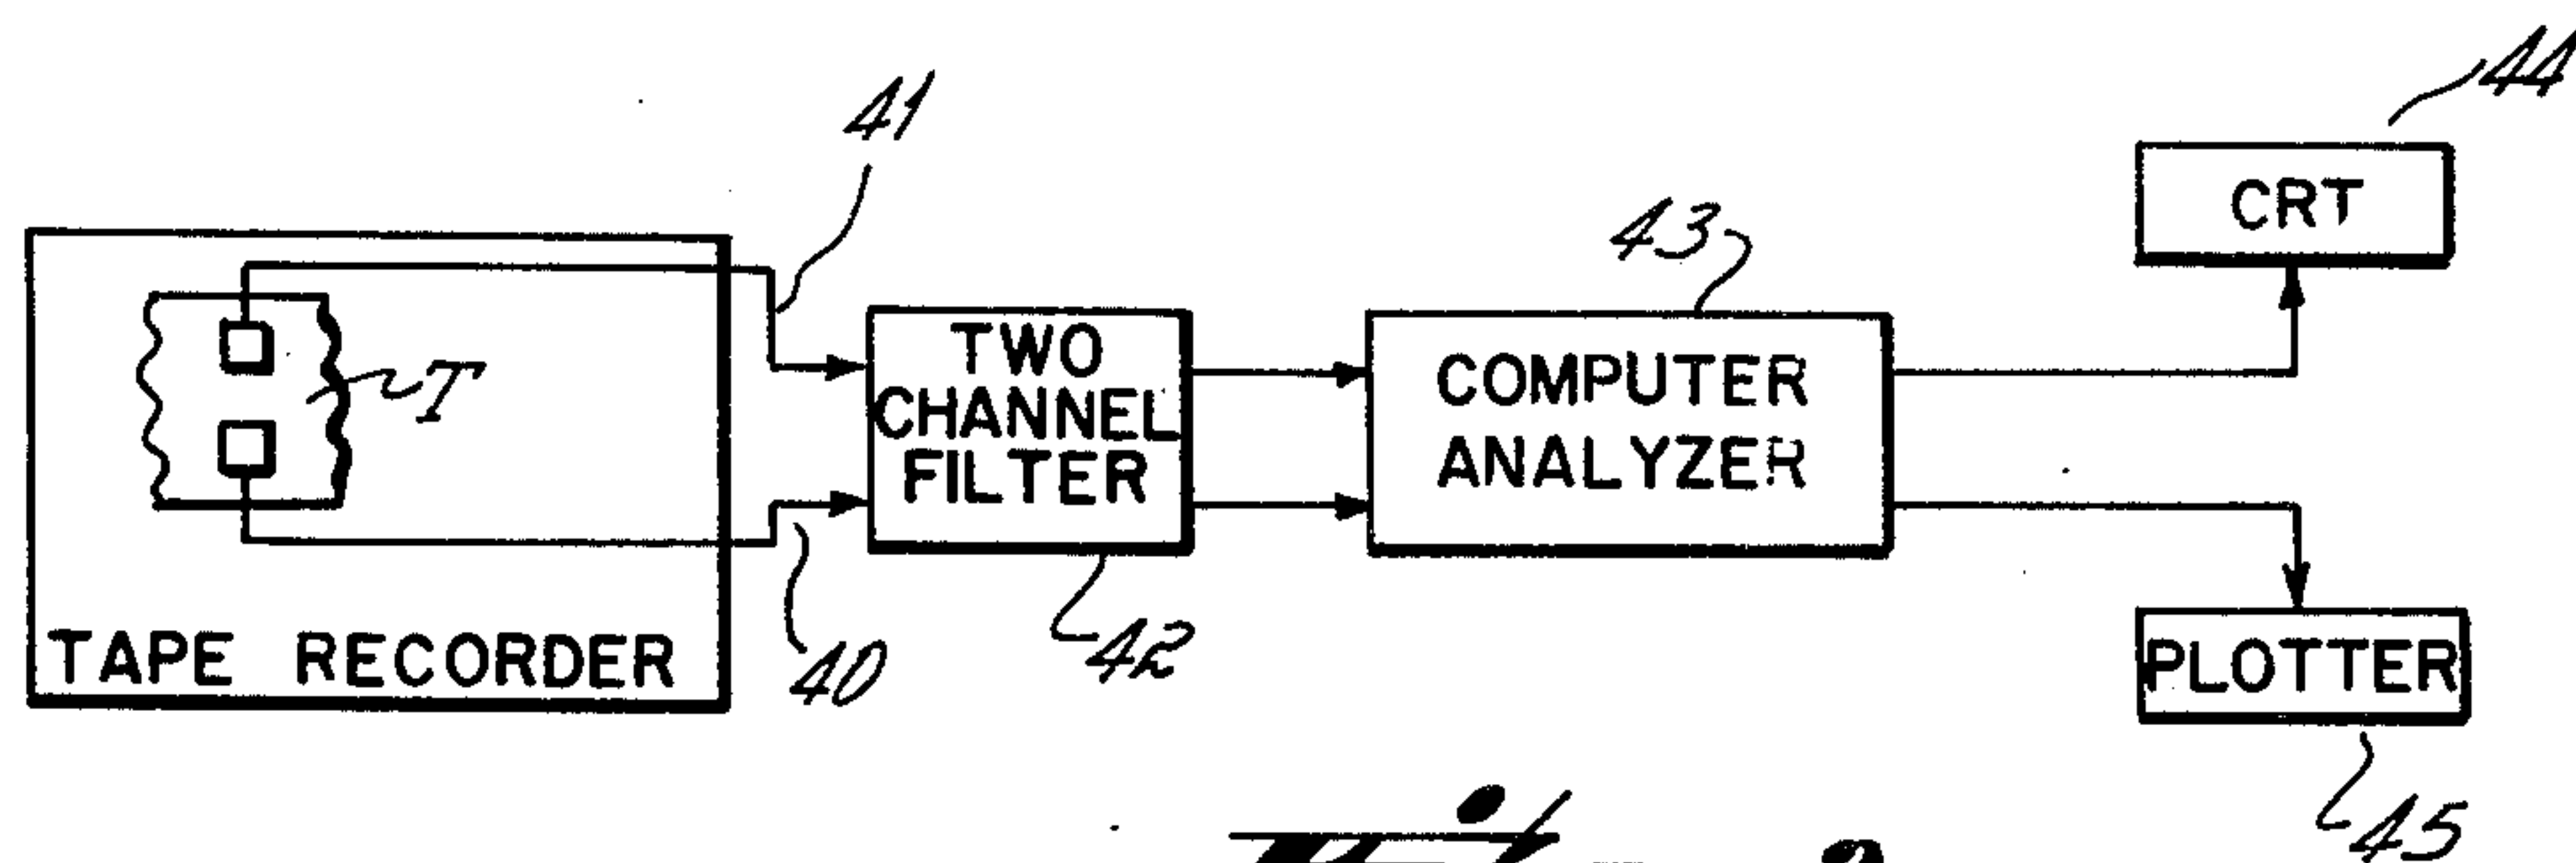 44
41
CRT
43
TWO
CHANNEL
FILTER
COMPUTER
ANALYZER
T
TAPE RECORDER
40
42
PLOTTER
45